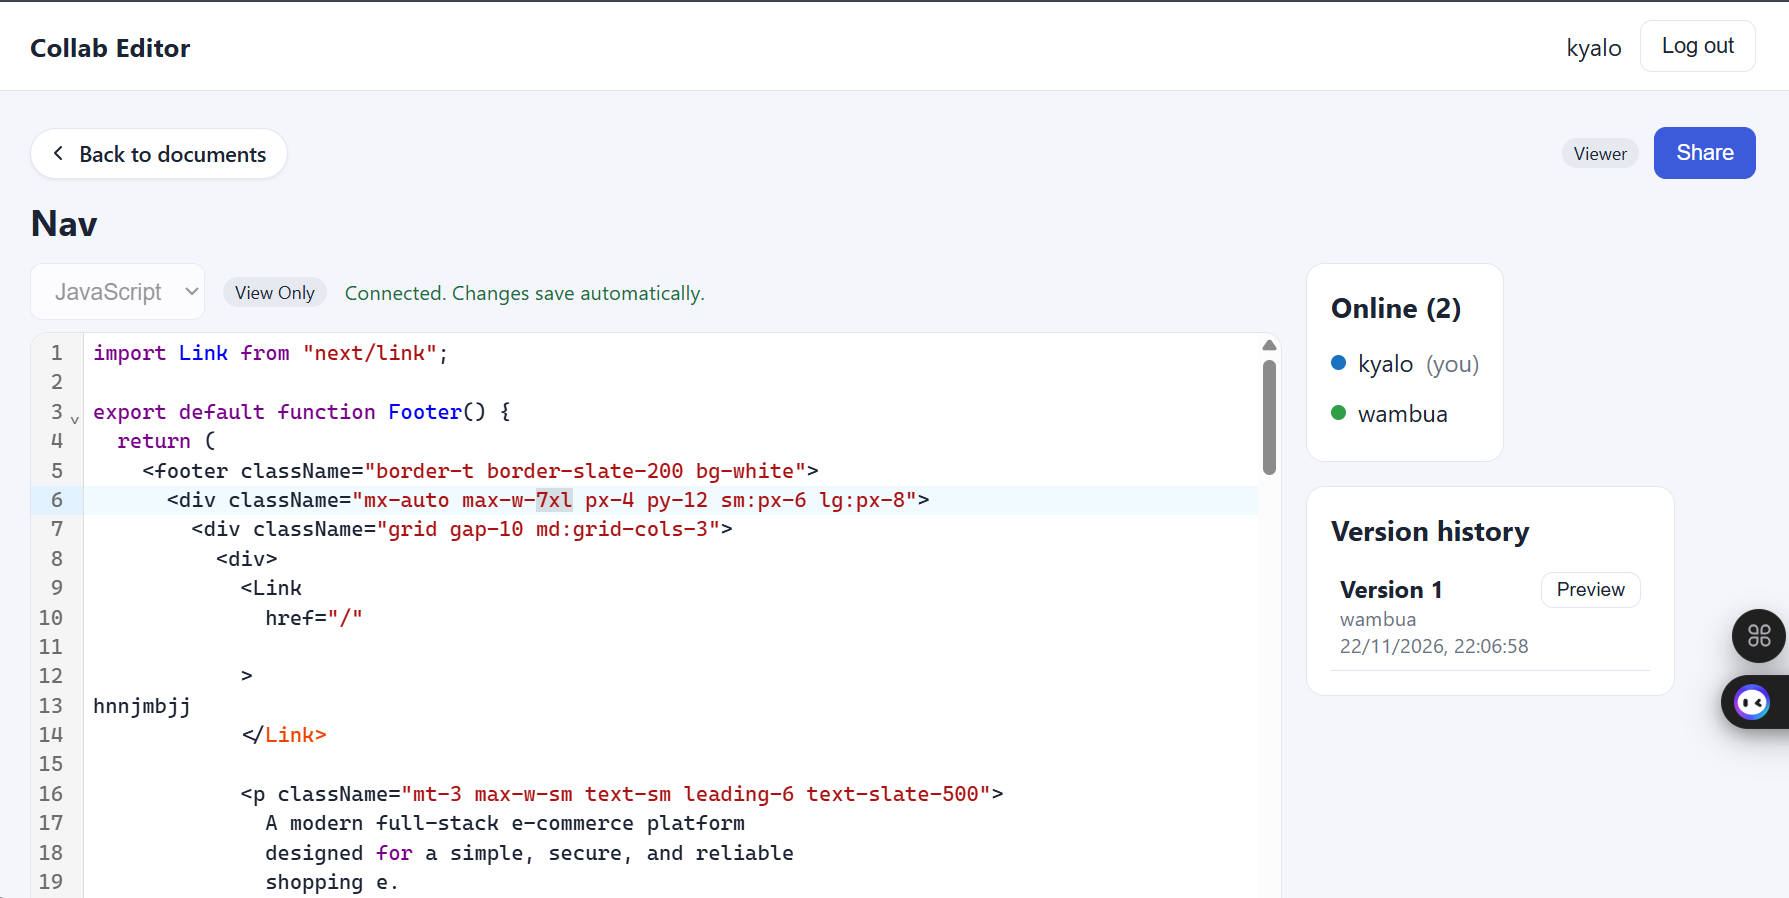 Collab Editor
kyalo
Log out
Back to documents
Viewer
Share
Nav
JavaScript
View Only
Connected. Changes save automatically.
1 import Link from "next/link";
2
3 export default function Footer() {
4 return (
5 <footer className="border-t border-slate-200 bg-white">
6 <div className="mx-auto max-w-7xl px-4 py-12 sm:px-6 lg:px-8">
7 <div className="grid gap-10 md:grid-cols-3">
8 <div>
9 <Link
10 href="/"
11
12 >
13 hnnjmbjj
14 </Link>
15
16 <p className="mt-3 max-w-sm text-sm leading-6 text-slate-500">
17 A modern full-stack e-commerce platform
18 designed for a simple, secure, and reliable
19 shopping e.
Online (2)
kyalo (you)
wambua
Version history
Version 1
Preview
wambua
22/11/2026, 22:06:58